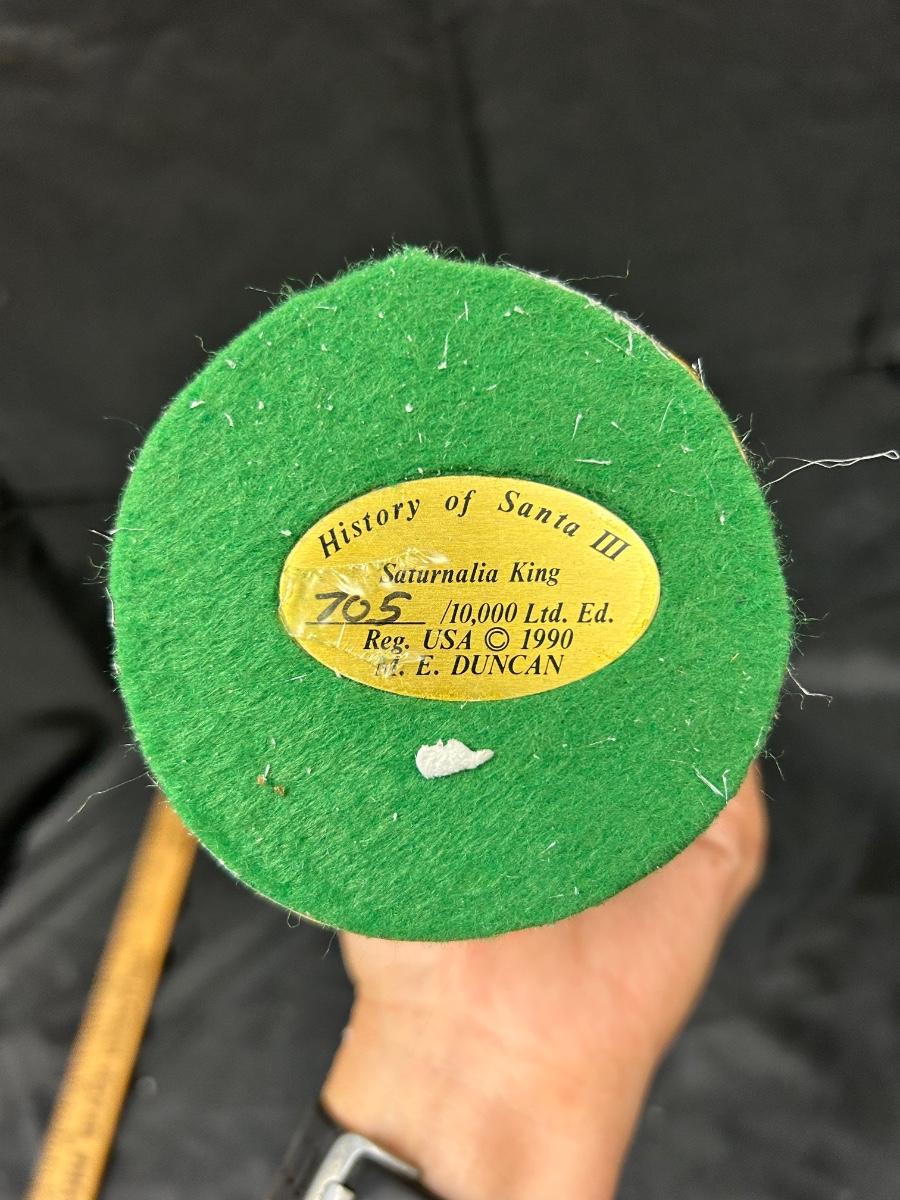 History of Santa III
Saturnalia King
705 /10,000 Ltd. Ed.
Reg. USA © 1990
M. E. DUNCAN